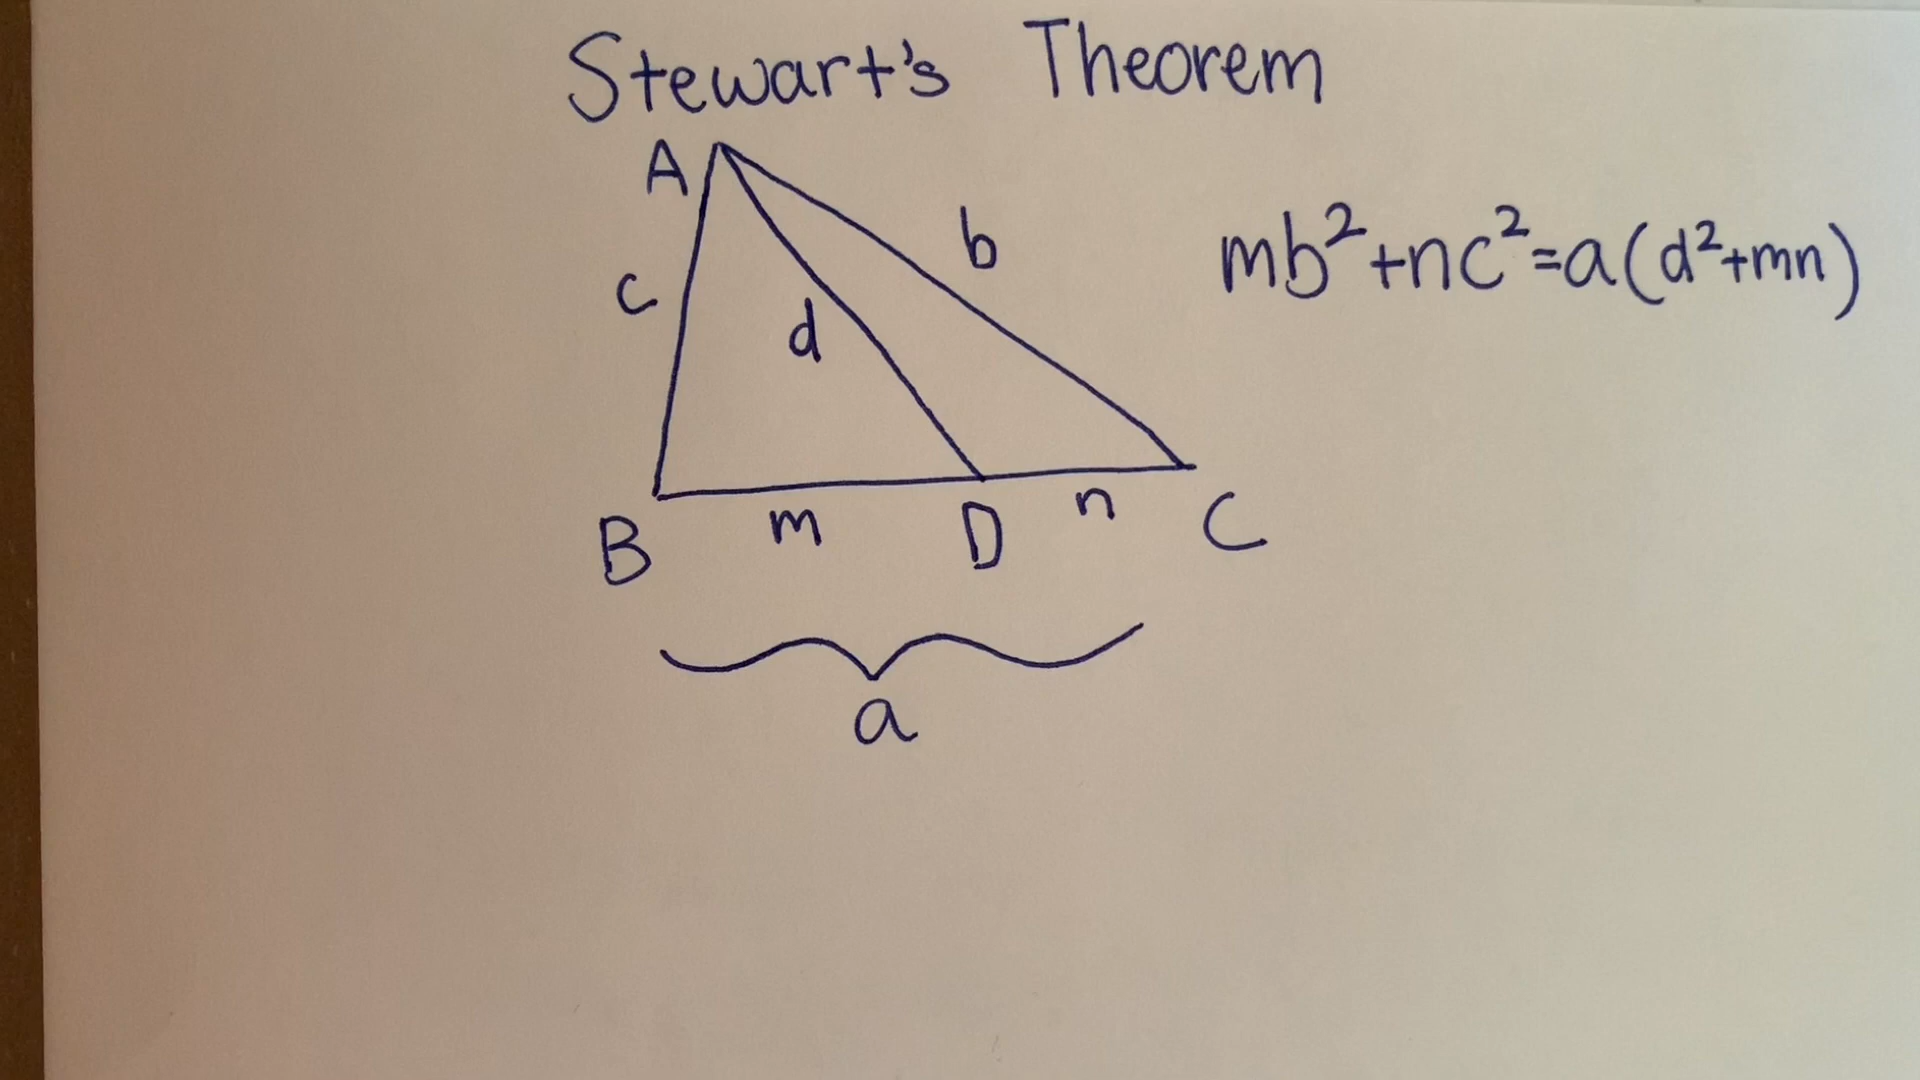 Stewart's Theorem
A
b
mb²+nc²=a(d²+mn)
c
d
B m D n C
a